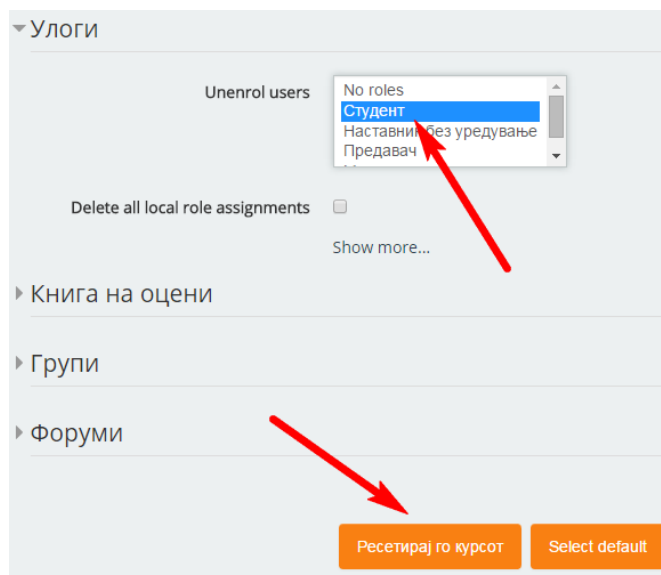 Улоги
Unenrol users
No roles
Студент
Наставник без уредување
Предавач
Delete all local role assignments
Show more...
Книга на оцени
Групи
Форуми
Ресетирај го курсот
Select default